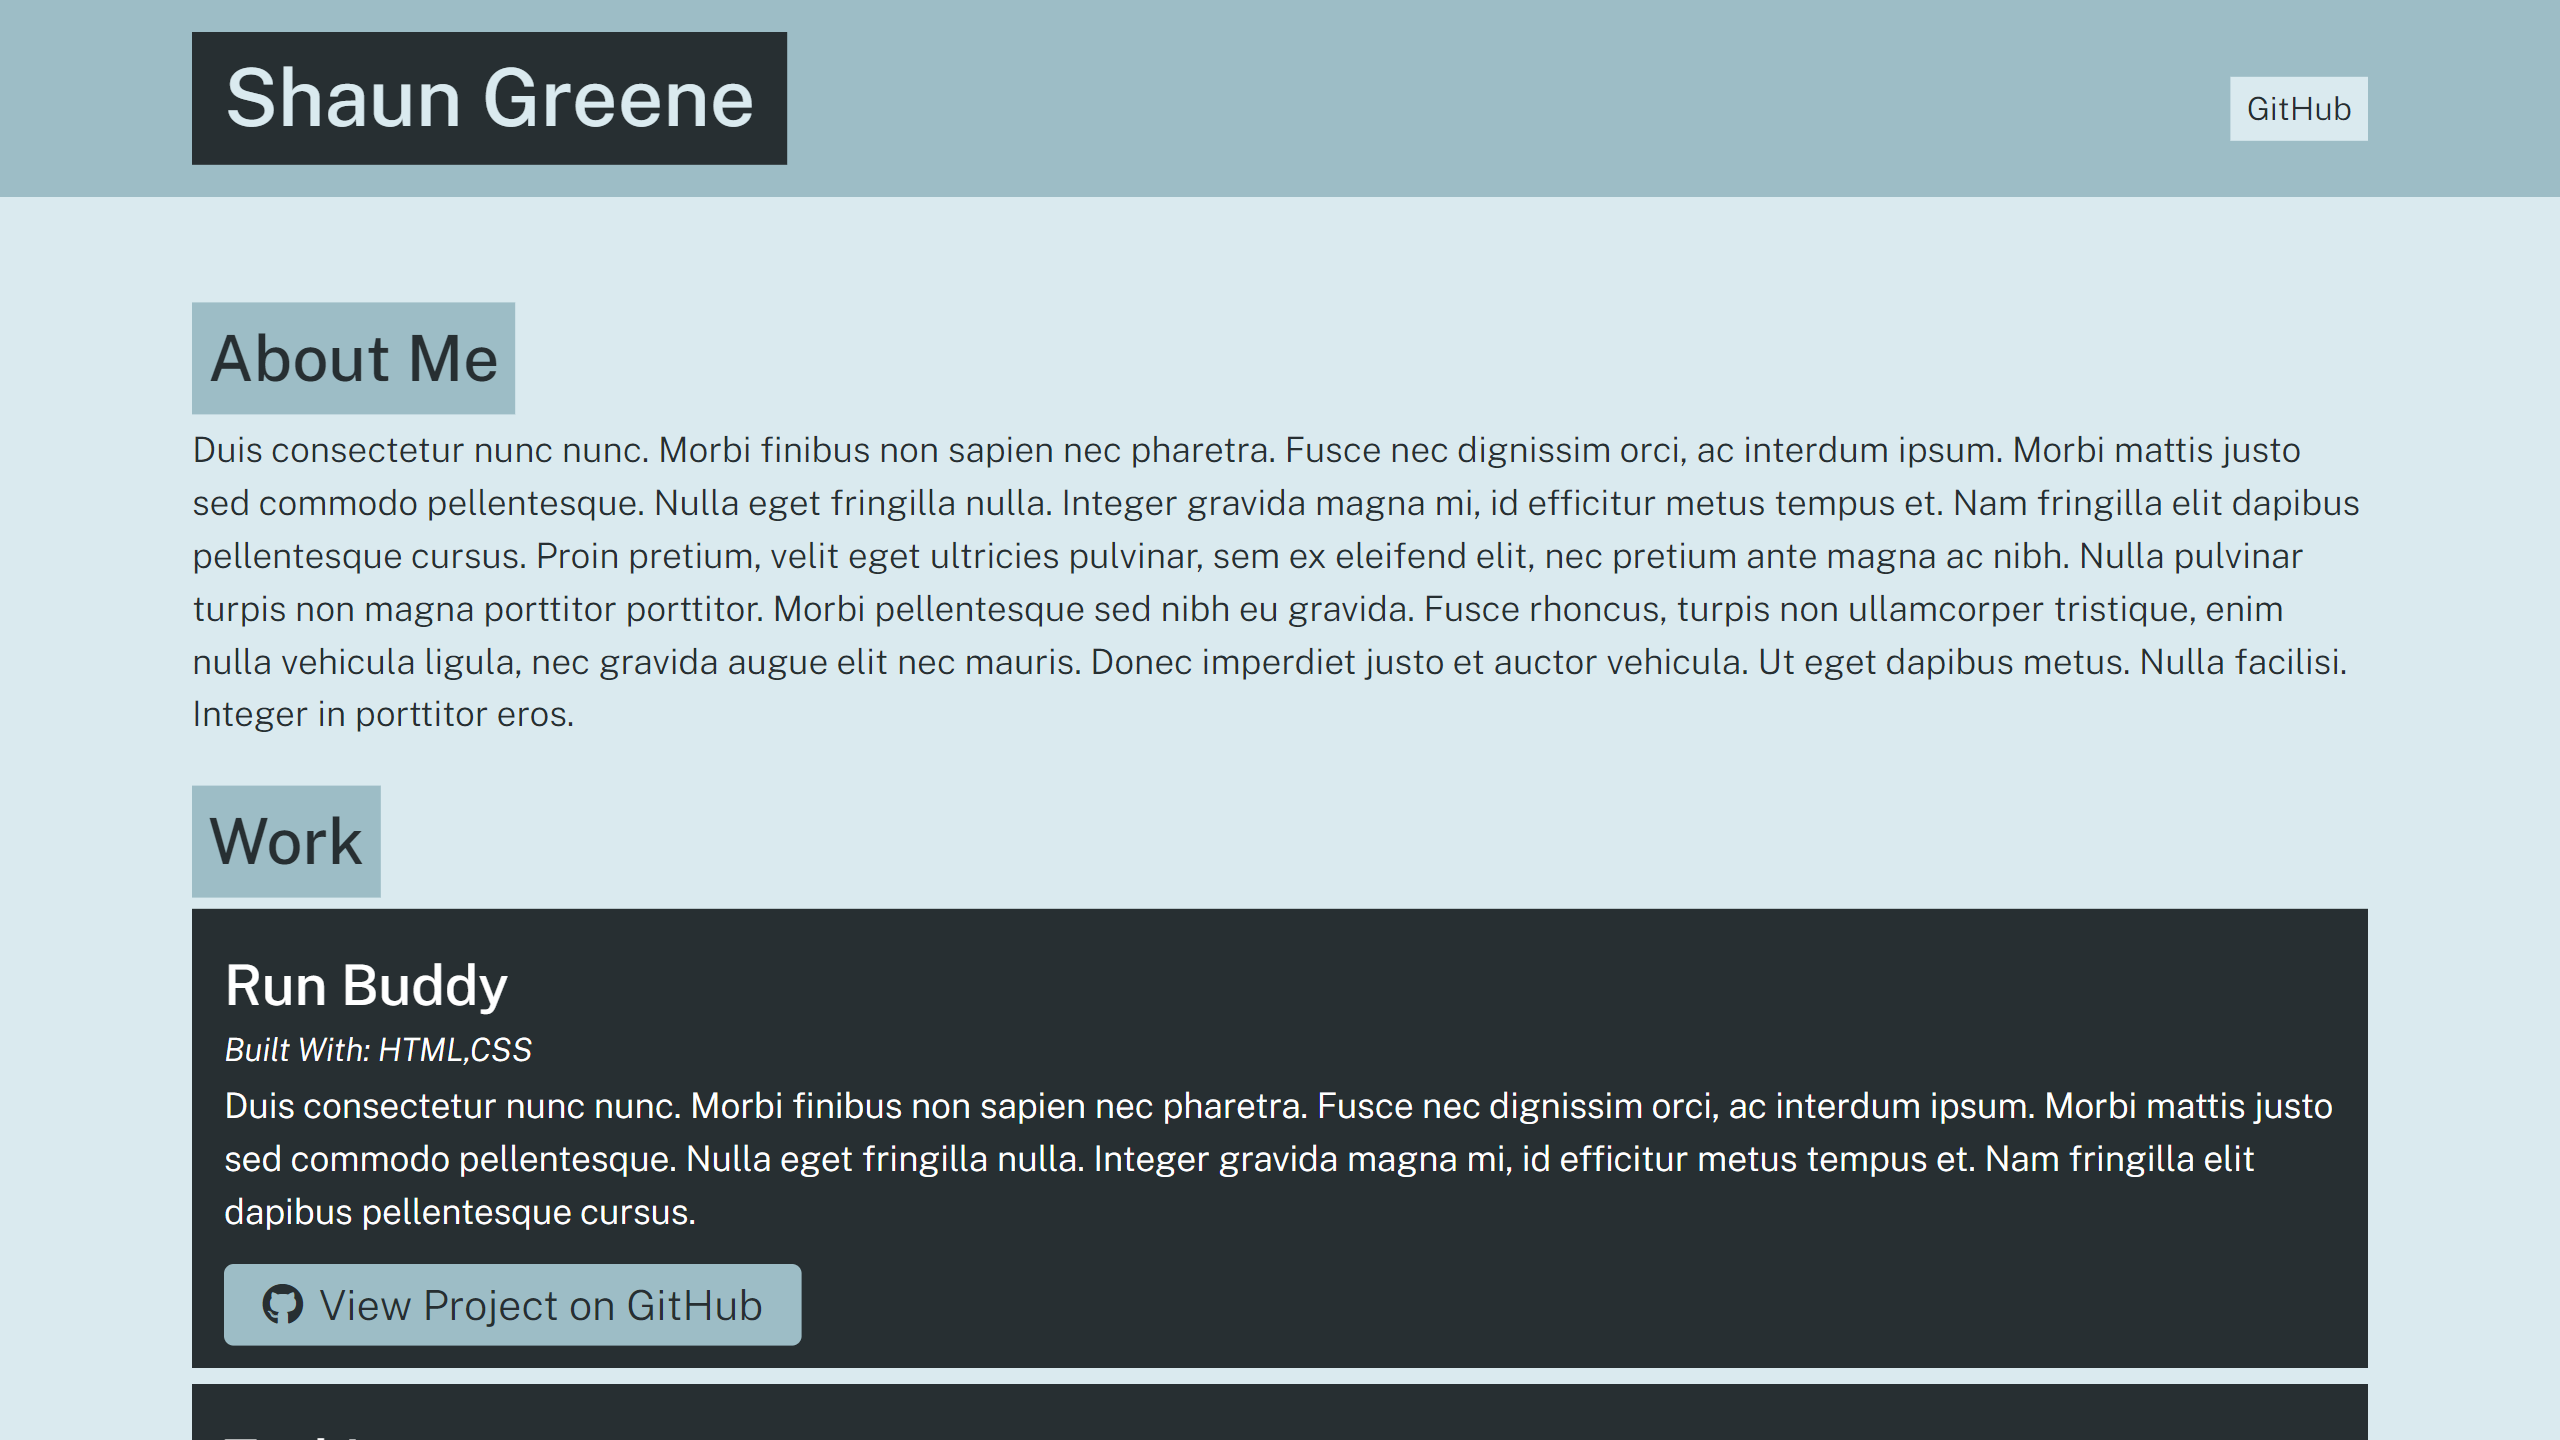 Shaun Greene
GitHub
About Me
Duis consectetur nunc nunc. Morbi finibus non sapien nec pharetra. Fusce nec dignissim orci, ac interdum ipsum. Morbi mattis justo
sed commodo pellentesque. Nulla eget fringilla nulla. Integer gravida magna mi, id efficitur metus tempus et. Nam fringilla elit dapibus
pellentesque cursus. Proin pretium, velit eget ultricies pulvinar, sem ex eleifend elit, nec pretium ante magna ac nibh. Nulla pulvinar
turpis non magna porttitor porttitor. Morbi pellentesque sed nibh eu gravida. Fusce rhoncus, turpis non ullamcorper tristique, enim
nulla vehicula ligula, nec gravida augue elit nec mauris. Donec imperdiet justo et auctor vehicula. Ut eget dapibus metus. Nulla facilisi.
Integer in porttitor eros.
Work
Run Buddy
Built With: HTML,CSS
Duis consectetur nunc nunc. Morbi finibus non sapien nec pharetra. Fusce nec dignissim orci, ac interdum ipsum. Morbi mattis justo
sed commodo pellentesque. Nulla eget fringilla nulla. Integer gravida magna mi, id efficitur metus tempus et. Nam fringilla elit
dapibus pellentesque cursus.
View Project on GitHub